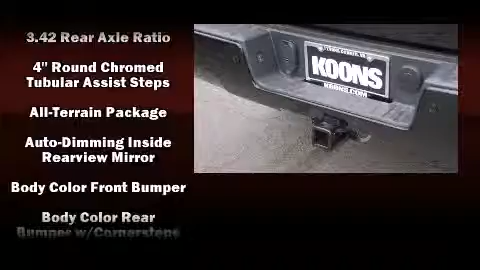 3.42 Rear Axle Ratio
4" Round Chromed
Tubular Assist Steps
All-Terrain Package
Auto-Dimming Inside
Rearview Mirror
Body Color Front Bumper
Body Color Rear
Bumper w/Cornersteps
KOONS
KOONS.COM